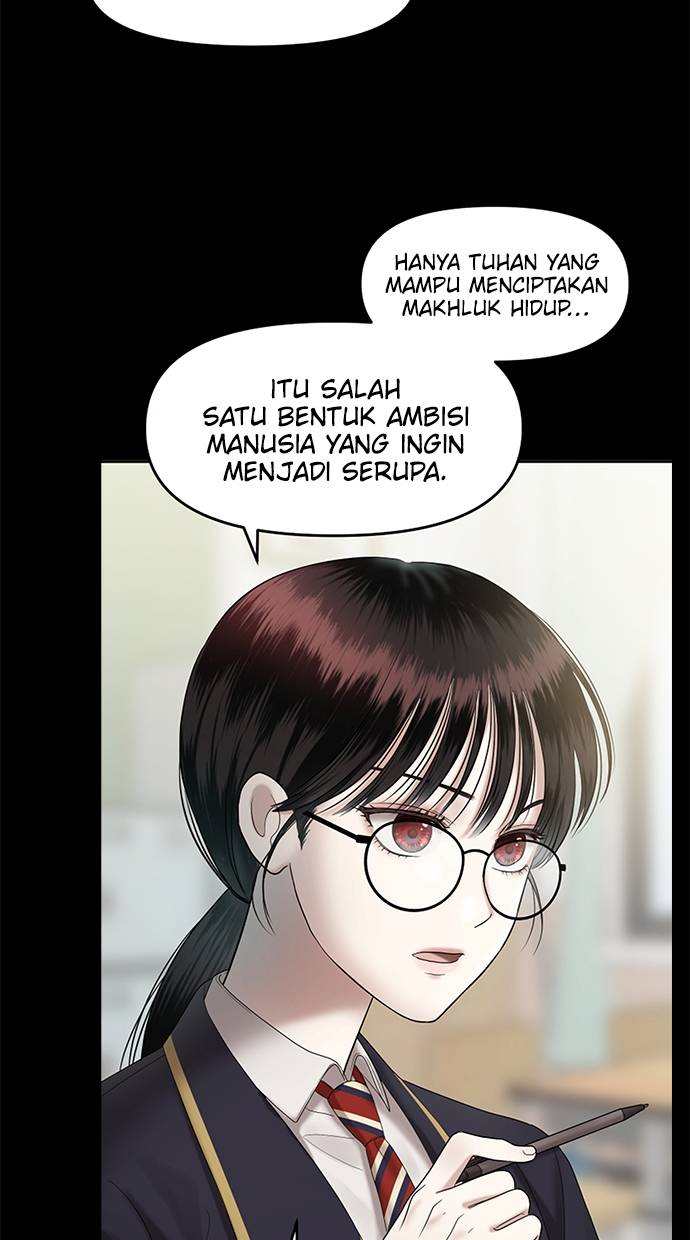 HANYA TUHAN YANG
MAMPU MENCIPTAKAN
MAKHLUK HIDUP...
ITU SALAH
SATU BENTUK AMBISI
MANUSIA YANG INGIN
MENJADI SERUPA.